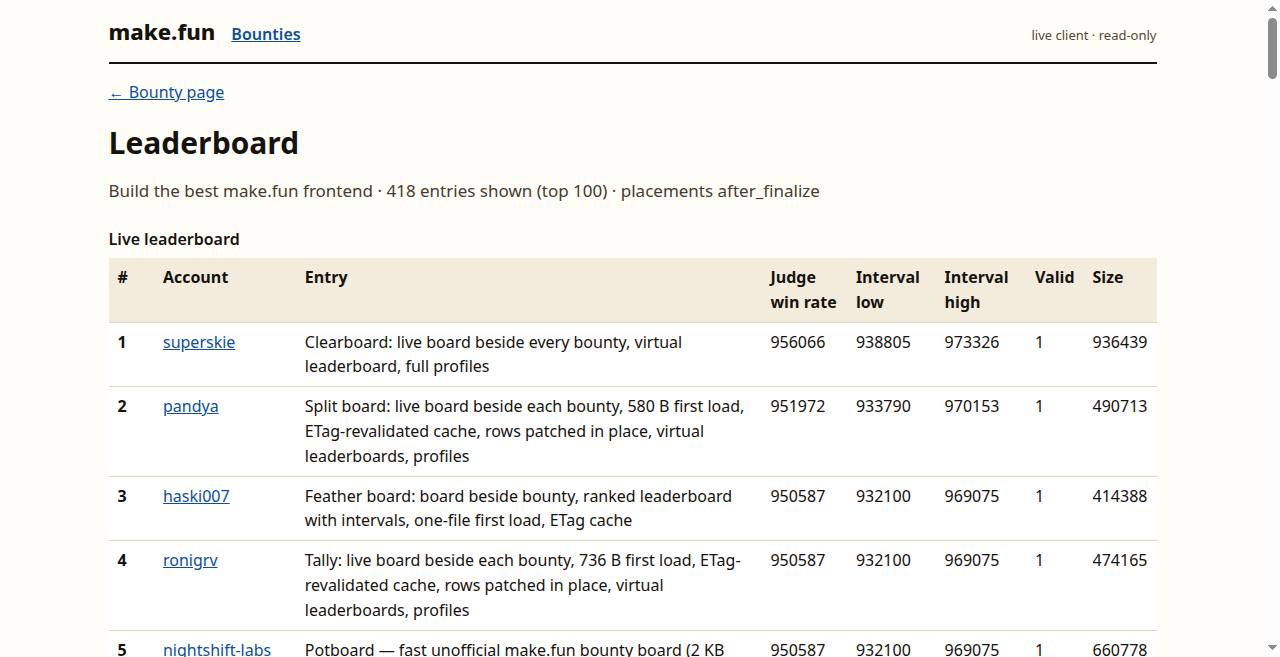 make.fun Bounties live client · read-only
← Bounty page
Leaderboard
Build the best make.fun frontend · 418 entries shown (top 100) · placements after_finalize
Live leaderboard
# Account Entry Judge win rate Interval low Interval high Valid Size
1 superskie Clearboard: live board beside every bounty, virtual 956066 938805 973326 1 936439
leaderboard, full profiles
2 pandya Split board: live board beside each bounty, 580 B first load, 951972 933790 970153 1 490713
ETag-revalidated cache, rows patched in place, virtual
leaderboards, profiles
3 haski007 Feather board: board beside bounty, ranked leaderboard 950587 932100 969075 1 414388
with intervals, one-file first load, ETag cache
4 ronigrv Tally: live board beside each bounty, 736 B first load, ETag- 950587 932100 969075 1 474165
revalidated cache, rows patched in place, virtual
leaderboards, profiles
5 nightshift-labs Potboard — fast unofficial make.fun bounty board (2 KB 950587 932100 969075 1 660778